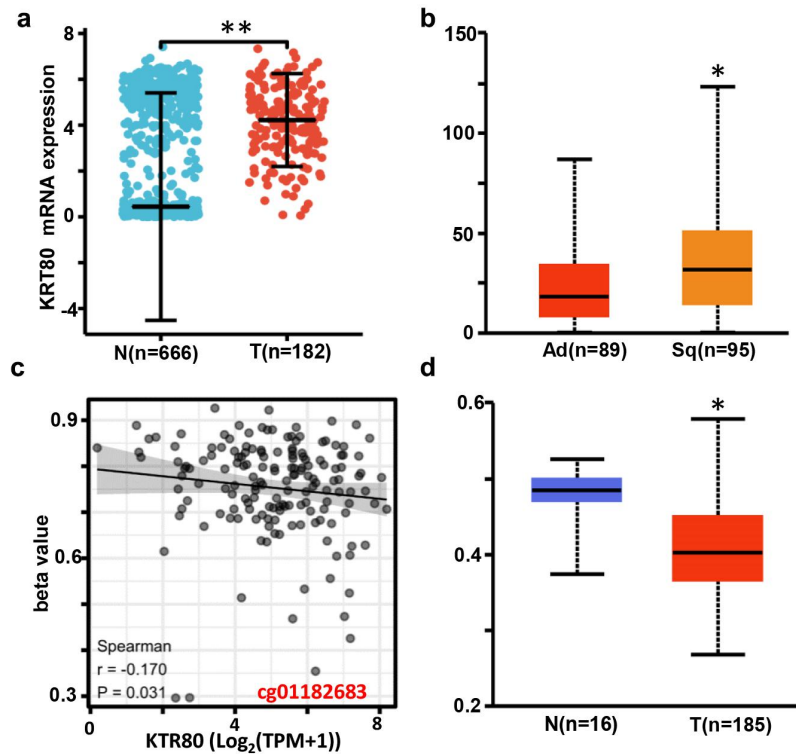 a
**
8
4
0
-4
KRT80 mRNA expression
N(n=666) T(n=182)
b
*
150
100
50
0
Ad(n=89) Sq(n=95)
c
0.9
0.6
0.3
beta value
Spearman
r = -0.170
P = 0.031
cg01182683
0 4 8
KTR80 (Log₂(TPM+1))
d
*
0.6
0.4
0.2
N(n=16) T(n=185)